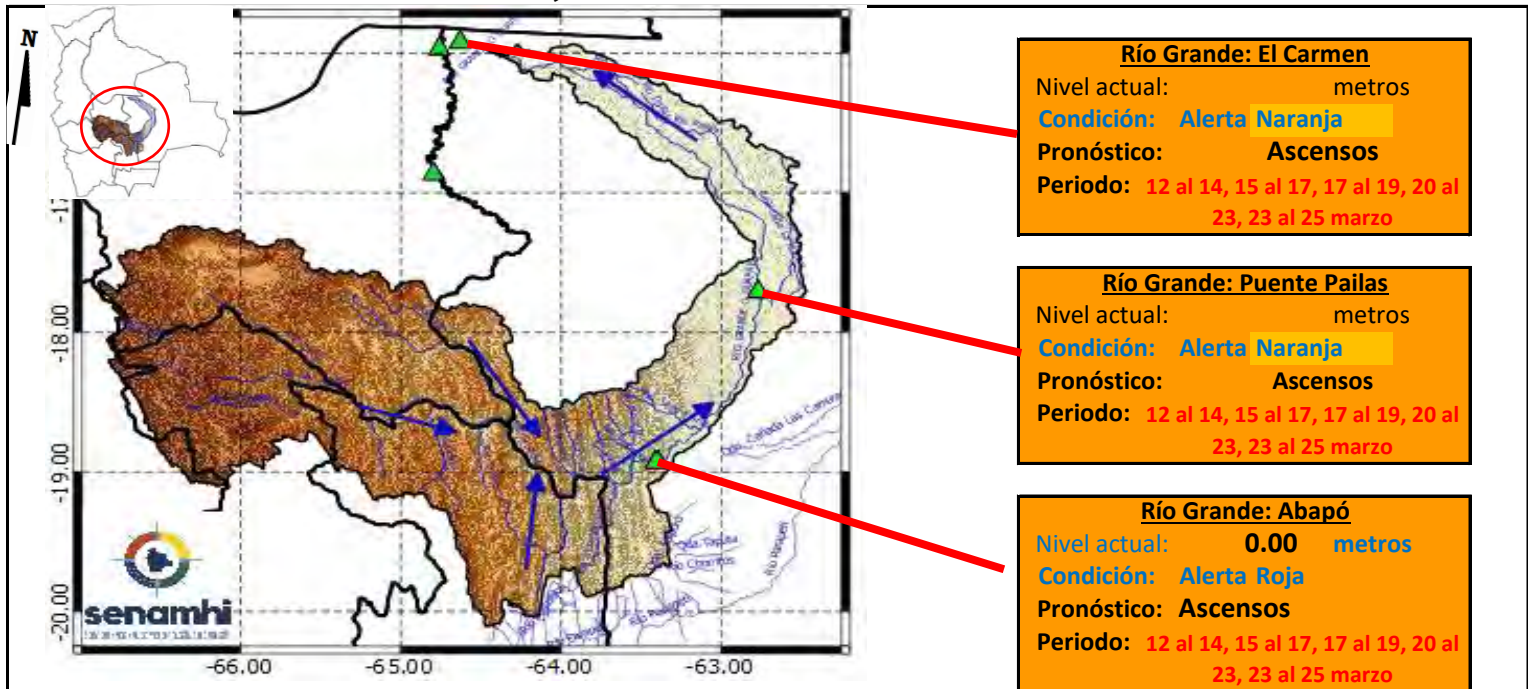 N
-17
-18.00
-19.00
-20.00
-66.00
-65.00
-64.00
-63.00
Qda. Cañada Las Carreras
senamhi
Río Grande: El Carmen
Nivel actual: metros
Condición: Alerta Naranja
Pronóstico: Ascensos
Periodo: 12 al 14, 15 al 17, 17 al 19, 20 al
23, 23 al 25 marzo
Río Grande: Puente Pailas
Nivel actual: metros
Condición: Alerta Naranja
Pronóstico: Ascensos
Periodo: 12 al 14, 15 al 17, 17 al 19, 20 al
23, 23 al 25 marzo
Río Grande: Abapó
Nivel actual: 0.00 metros
Condición: Alerta Roja
Pronóstico: Ascensos
Periodo: 12 al 14, 15 al 17, 17 al 19, 20 al
23, 23 al 25 marzo